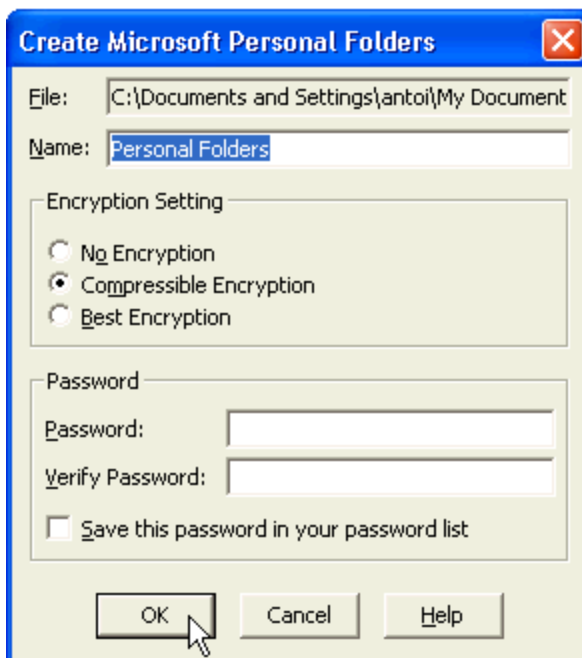 Create Microsoft Personal Folders
File: C:\Documents and Settings\antoi\My Document
Name: Personal Folders
Encryption Setting
No Encryption
Compressible Encryption
Best Encryption
Password
Password:
Verify Password:
Save this password in your password list
OK Cancel Help